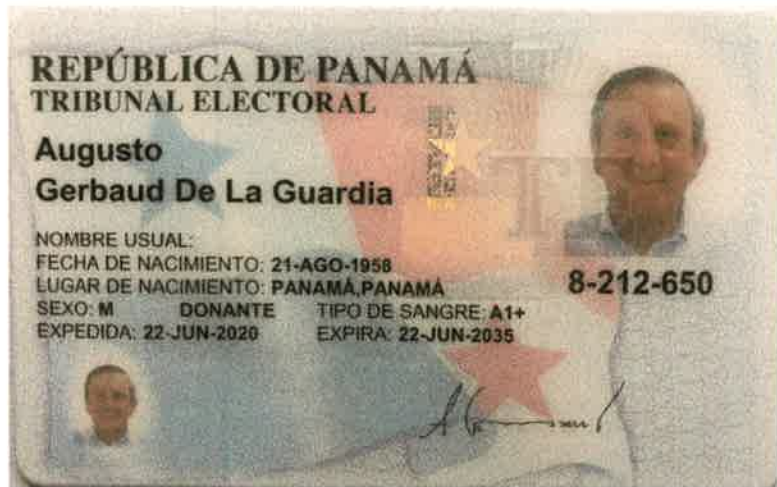 REPÚBLICA DE PANAMÁ
TRIBUNAL ELECTORAL
Augusto
Gerbaud De La Guardia
NOMBRE USUAL:
FECHA DE NACIMIENTO: 21-AGO-1958
LUGAR DE NACIMIENTO: PANAMÁ,PANAMÁ
SEXO: M DONANTE TIPO DE SANGRE: A1+
EXPEDIDA: 22-JUN-2020 EXPIRA: 22-JUN-2035
TE
8-212-650